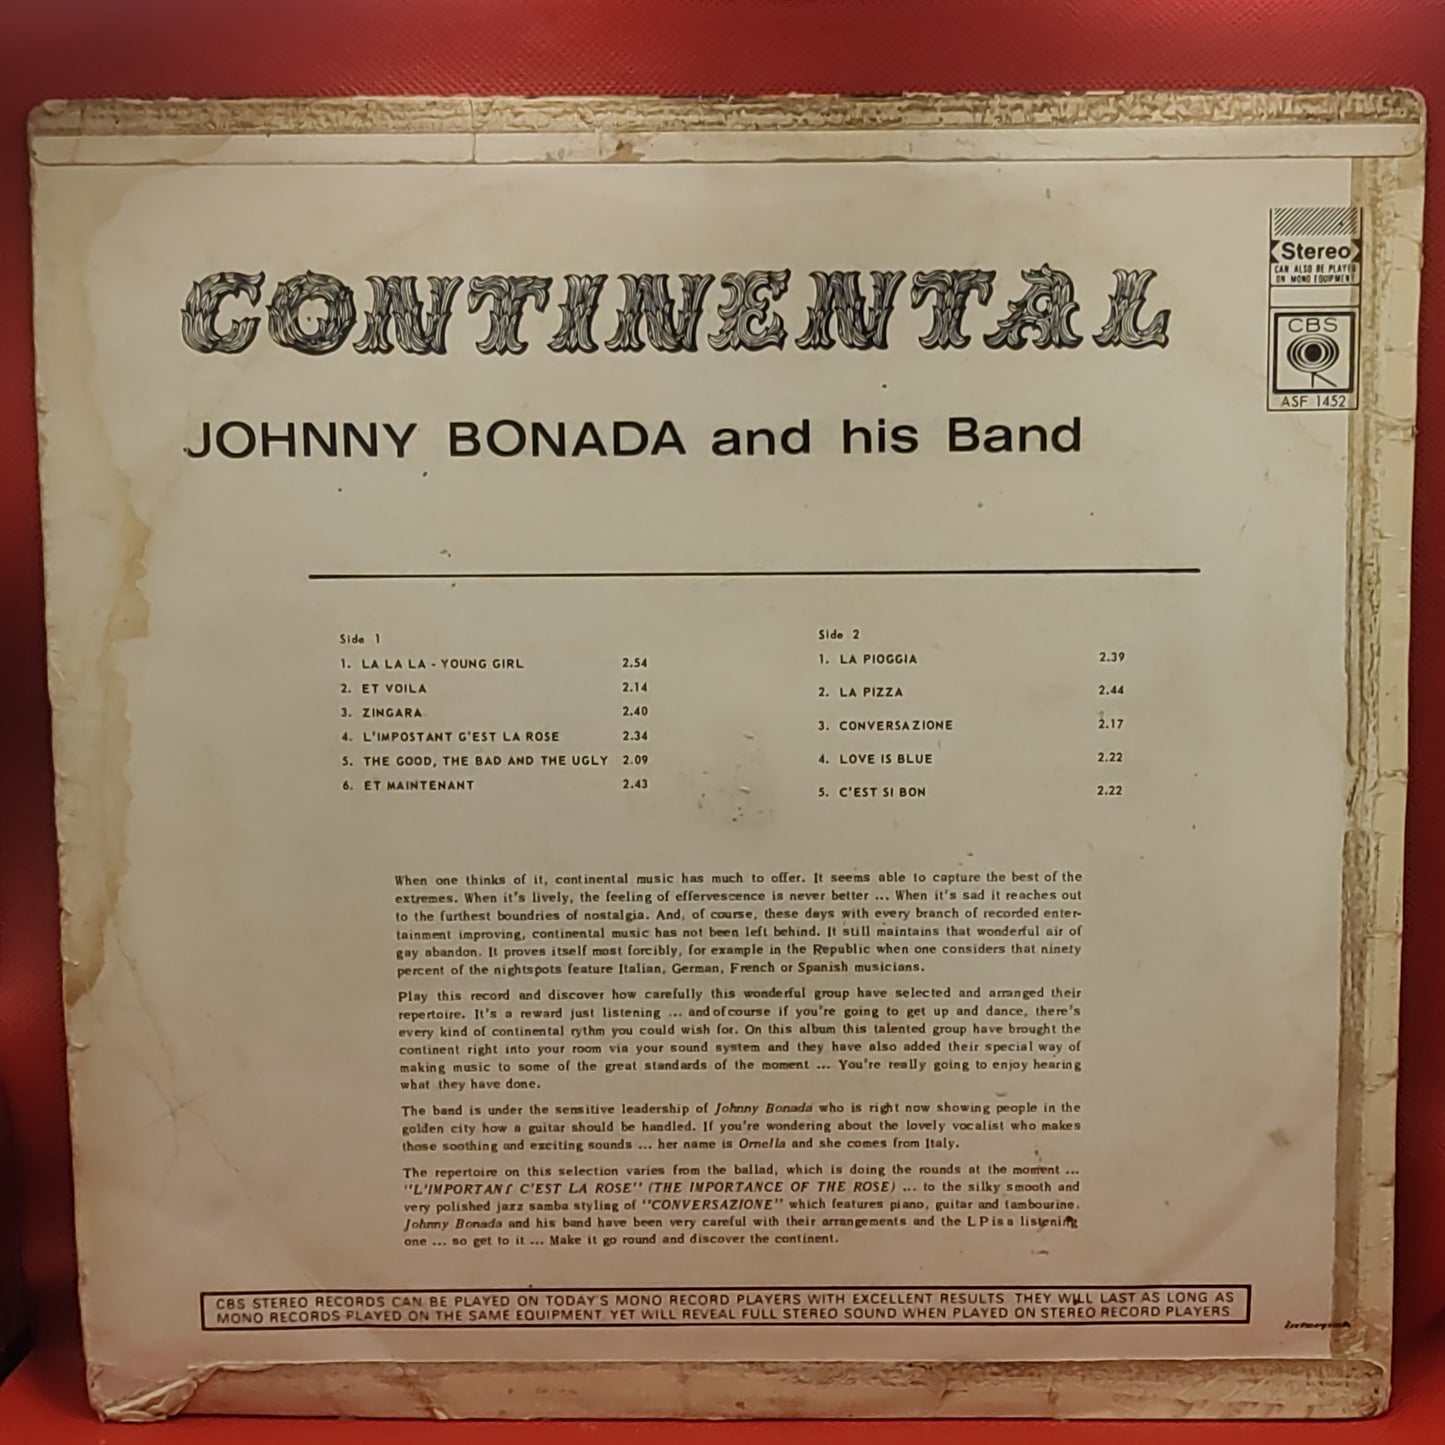 CONTINENTAL
Stereo
CAN ALSO BE PLAYED
ON MONO EQUIPMENT
CBS
ASF 1452
JOHNNY BONADA and his Band
Side 1
1. LA LA LA - YOUNG GIRL 2.54
2. ET VOILA 2.14
3. ZINGARA 2.40
4. L'IMPOSTANT G'EST LA ROSE 2.34
5. THE GOOD, THE BAD AND THE UGLY 2.09
6. ET MAINTENANT 2.43
Side 2
1. LA PIOGGIA 2.39
2. LA PIZZA 2.44
3. CONVERSAZIONE 2.17
4. LOVE IS BLUE 2.22
5. C'EST SI BON 2.22
When one thinks of it, continental music has much to offer. It seems able to capture the best of the
extremes. When it's lively, the feeling of effervescence is never better ... When it's sad it reaches out
to the furthest boundries of nostalgia. And, of course, these days with every branch of recorded enter-
tainment improving, continental music has not been left behind. It still maintains that wonderful air of
gay abandon. It proves itself most forcibly, for example in the Republic when one considers that ninety
percent of the nightspots feature Italian, German, French or Spanish musicians.
Play this record and discover how carefully this wonderful group have selected and arranged their
repertoire. It's a reward just listening ... and of course if you're going to get up and dance, there's
every kind of continental rythm you could wish for. On this album this talented group have brought the
continent right into your room via your sound system and they have also added their special way of
making music to some of the great standards of the moment ... You're really going to enjoy hearing
what they have done.
The band is under the sensitive leadership of Johnny Bonada who is right now showing people in the
golden city how a guitar should be handled. If you're wondering about the lovely vocalist who makes
those soothing and exciting sounds ... her name is Ornella and she comes from Italy.
The repertoire on this selection varies from the ballad, which is doing the rounds at the moment ...
"L'IMPORTANT C'EST LA ROSE" (THE IMPORTANCE OF THE ROSE) ... to the silky smooth and
very polished jazz samba styling of "CONVERSAZIONE" which features piano, guitar and tambourine.
Johnny Bonada and his band have been very careful with their arrangements and the L P is a listening
one ... so get to it ... Make it go round and discover the continent.
CBS STEREO RECORDS CAN BE PLAYED ON TODAY'S MONO RECORD PLAYERS WITH EXCELLENT RESULTS. THEY WILL LAST AS LONG AS
MONO RECORDS PLAYED ON THE SAME EQUIPMENT, YET WILL REVEAL FULL STEREO SOUND WHEN PLAYED ON STEREO RECORD PLAYERS